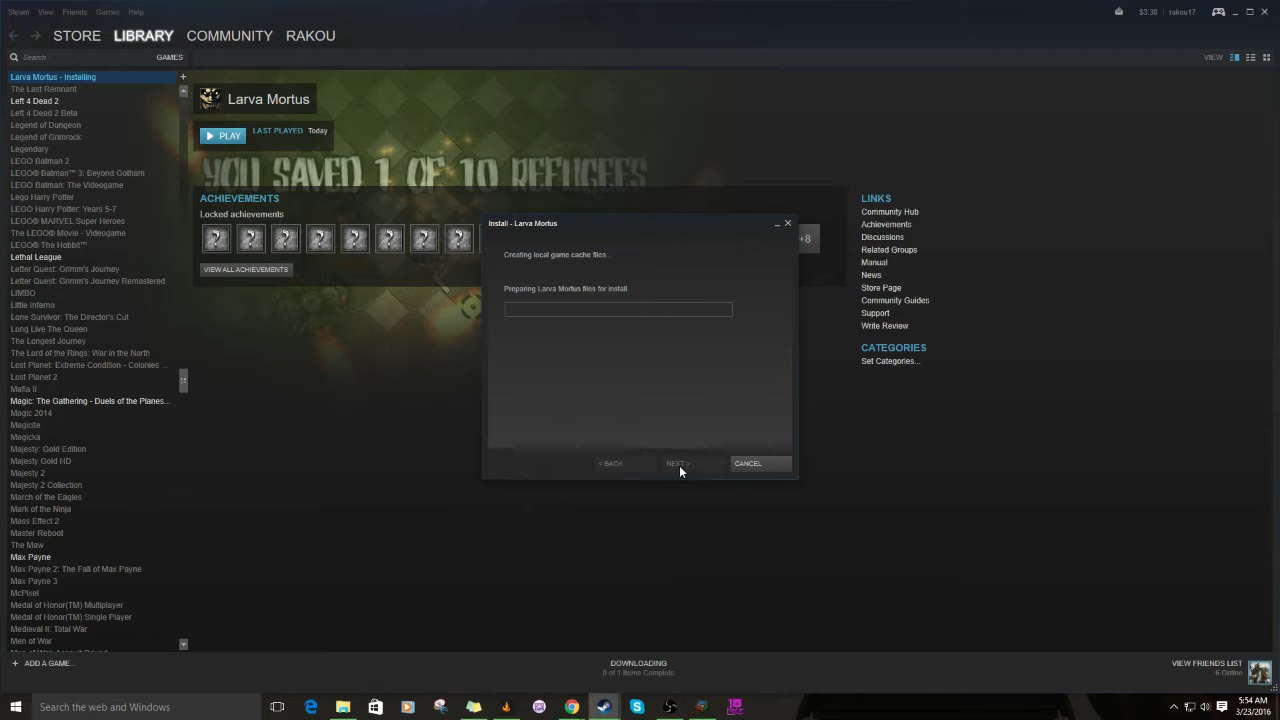 Steam View Friends Games Help
$3.38 rakou17
STORE LIBRARY COMMUNITY RAKOU
Search GAMES
VIEW
Larva Mortus - Installing
The Last Remnant
Left 4 Dead 2
Left 4 Dead 2 Beta
Legend of Dungeon
Legend of Grimrock
Legendary
LEGO Batman 2
LEGO® Batman™ 3: Beyond Gotham
LEGO Batman: The Videogame
Lego Harry Potter
LEGO Harry Potter: Years 5-7
LEGO® MARVEL Super Heroes
The LEGO® Movie - Videogame
LEGO® The Hobbit™
Lethal League
Letter Quest: Grimm's Journey
Letter Quest: Grimm's Journey Remastered
LIMBO
Little Inferno
Lone Survivor: The Director's Cut
Long Live The Queen
The Longest Journey
The Lord of the Rings: War in the North
Lost Planet: Extreme Condition - Colonies ...
Lost Planet 2
Mafia II
Magic: The Gathering - Duels of the Planes...
Magic 2014
Magicite
Magicka
Majesty: Gold Edition
Majesty Gold HD
Majesty 2
Majesty 2 Collection
March of the Eagles
Mark of the Ninja
Mass Effect 2
Master Reboot
The Maw
Max Payne
Max Payne 2: The Fall of Max Payne
Max Payne 3
McPixel
Medal of Honor(TM) Multiplayer
Medal of Honor(TM) Single Player
Medieval II: Total War
Men of War
+ ADD A GAME...
Larva Mortus
PLAY LAST PLAYED Today
YOU SAVED 1 OF 10 REFUGEES
ACHIEVEMENTS
Locked achievements
+8
VIEW ALL ACHIEVEMENTS
Install - Larva Mortus
Creating local game cache files...
Preparing Larva Mortus files for install.
< BACK NEXT > CANCEL
LINKS
Community Hub
Achievements
Discussions
Related Groups
Manual
News
Store Page
Community Guides
Support
Write Review
CATEGORIES
Set Categories...
DOWNLOADING
0 of 1 Items Complete
VIEW FRIENDS LIST
6 Online
Search the web and Windows
5:54 AM
3/23/2016